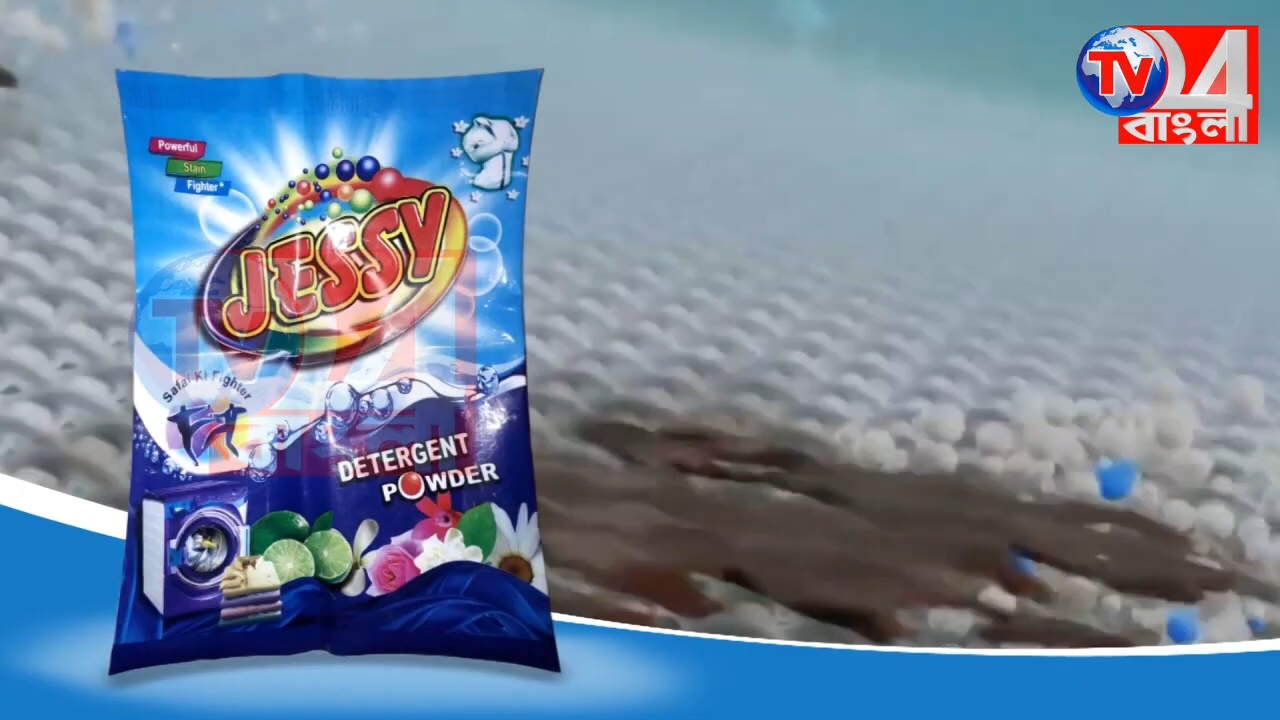 TV 24
বাংলা
Powerful
Stain
Fighter*
JESSY
Safai Ki Fighter
DETERGENT
POWDER